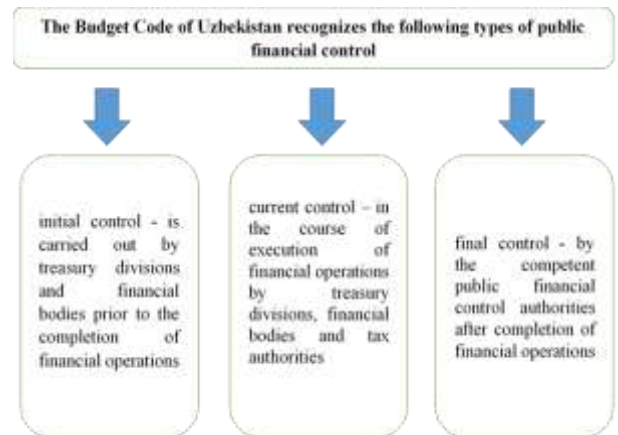 The Budget Code of Uzbekistan recognizes the following types of public
financial control
initial control - is
carried out by
treasury divisions
and financial
bodies prior to the
completion of
financial operations
current control – in
the course of
execution of
financial operations
by treasury
divisions, financial
bodies and tax
authorities
final control - by
the competent
public financial
control authorities
after completion of
financial operations